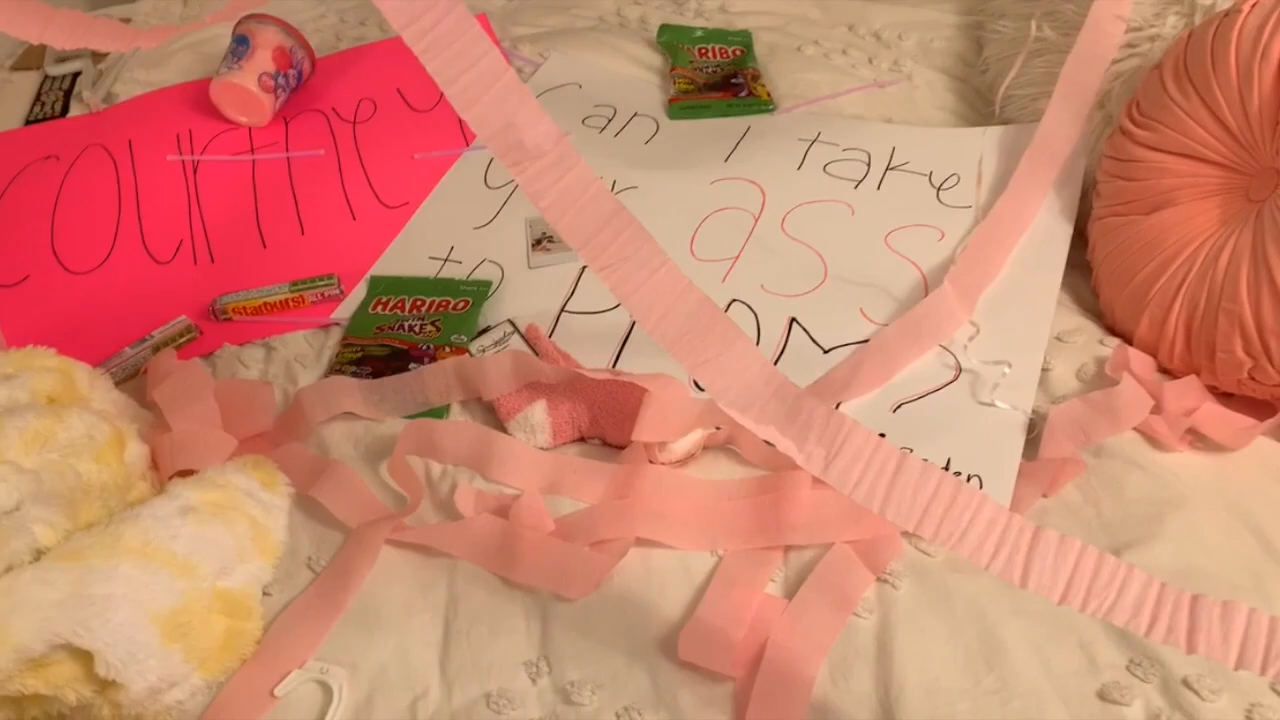 Courtney
Can I take
your
ass
to
Prom?
HARIBO
TWIN SNAKES
HARIBO
Starburst